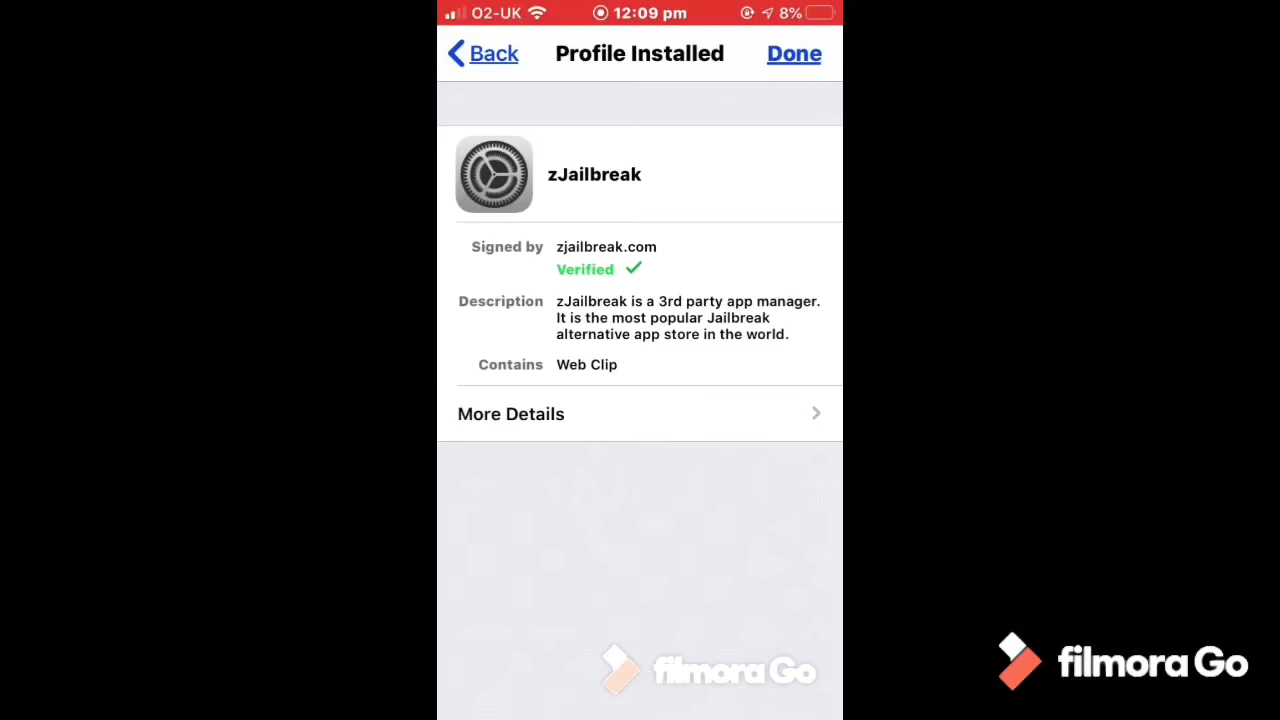 O2-UK 12:09 pm 8%
Back Profile Installed Done
zJailbreak
Signed by zjailbreak.com
Verified ✓
Description zJailbreak is a 3rd party app manager.
It is the most popular Jailbreak
alternative app store in the world.
Contains Web Clip
More Details
filmora Go
filmora Go